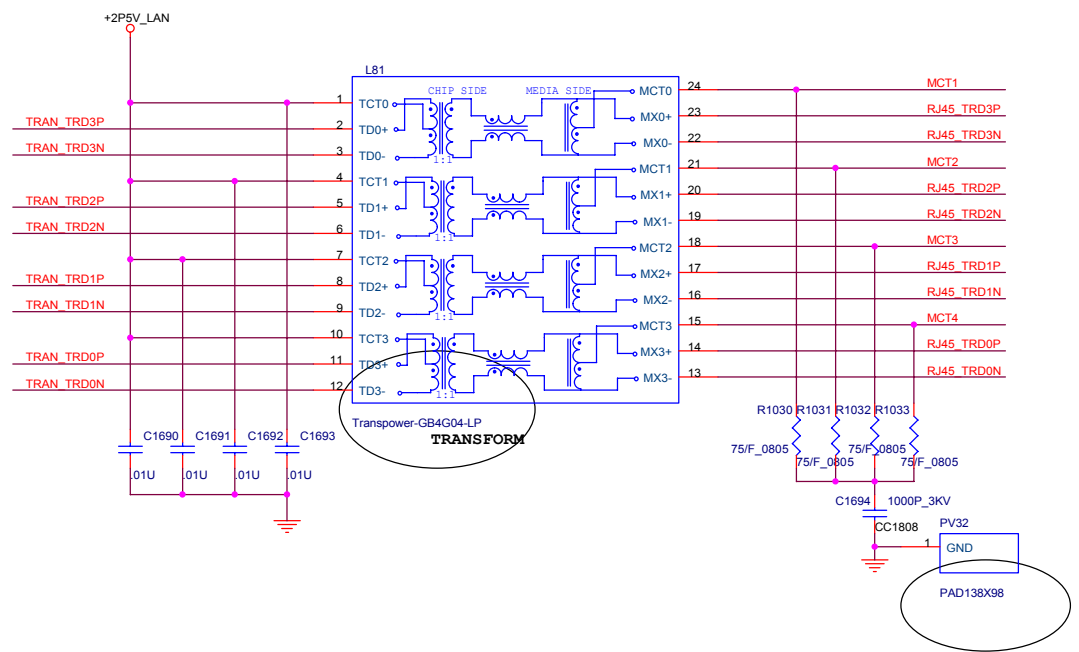 +2P5V_LAN
L81
CHIP SIDE MEDIA SIDE
1 TCT0 MCT0 24 MCT1
TRAN_TRD3P 2 TD0+ MX0+ 23 RJ45_TRD3P
TRAN_TRD3N 3 TD0- MX0- 22 RJ45_TRD3N
1:1
4 TCT1 MCT1 21 MCT2
TRAN_TRD2P 5 TD1+ MX1+ 20 RJ45_TRD2P
TRAN_TRD2N 6 TD1- MX1- 19 RJ45_TRD2N
1:1
7 TCT2 MCT2 18 MCT3
TRAN_TRD1P 8 TD2+ MX2+ 17 RJ45_TRD1P
TRAN_TRD1N 9 TD2- MX2- 16 RJ45_TRD1N
1:1
10 TCT3 MCT3 15 MCT4
TRAN_TRD0P 11 TD3+ MX3+ 14 RJ45_TRD0P
TRAN_TRD0N 12 TD3- MX3- 13 RJ45_TRD0N
1:1
Transpower-GB4G04-LP
TRANSFORM
R1030 R1031 R1032 R1033
C1690 C1691 C1692 C1693
75/F_0805 75/F_0805 75/F_0805 75/F_0805
.01U .01U .01U .01U
C1694 1000P_3KV
CC1808
PV32
1 GND
PAD138X98